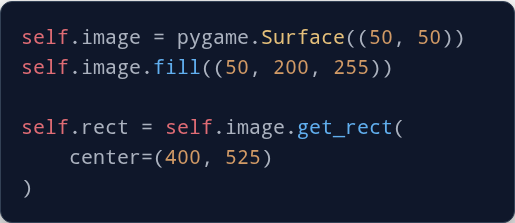 self.image = pygame.Surface((50, 50))
self.image.fill((50, 200, 255))

self.rect = self.image.get_rect(
    center=(400, 525)
)